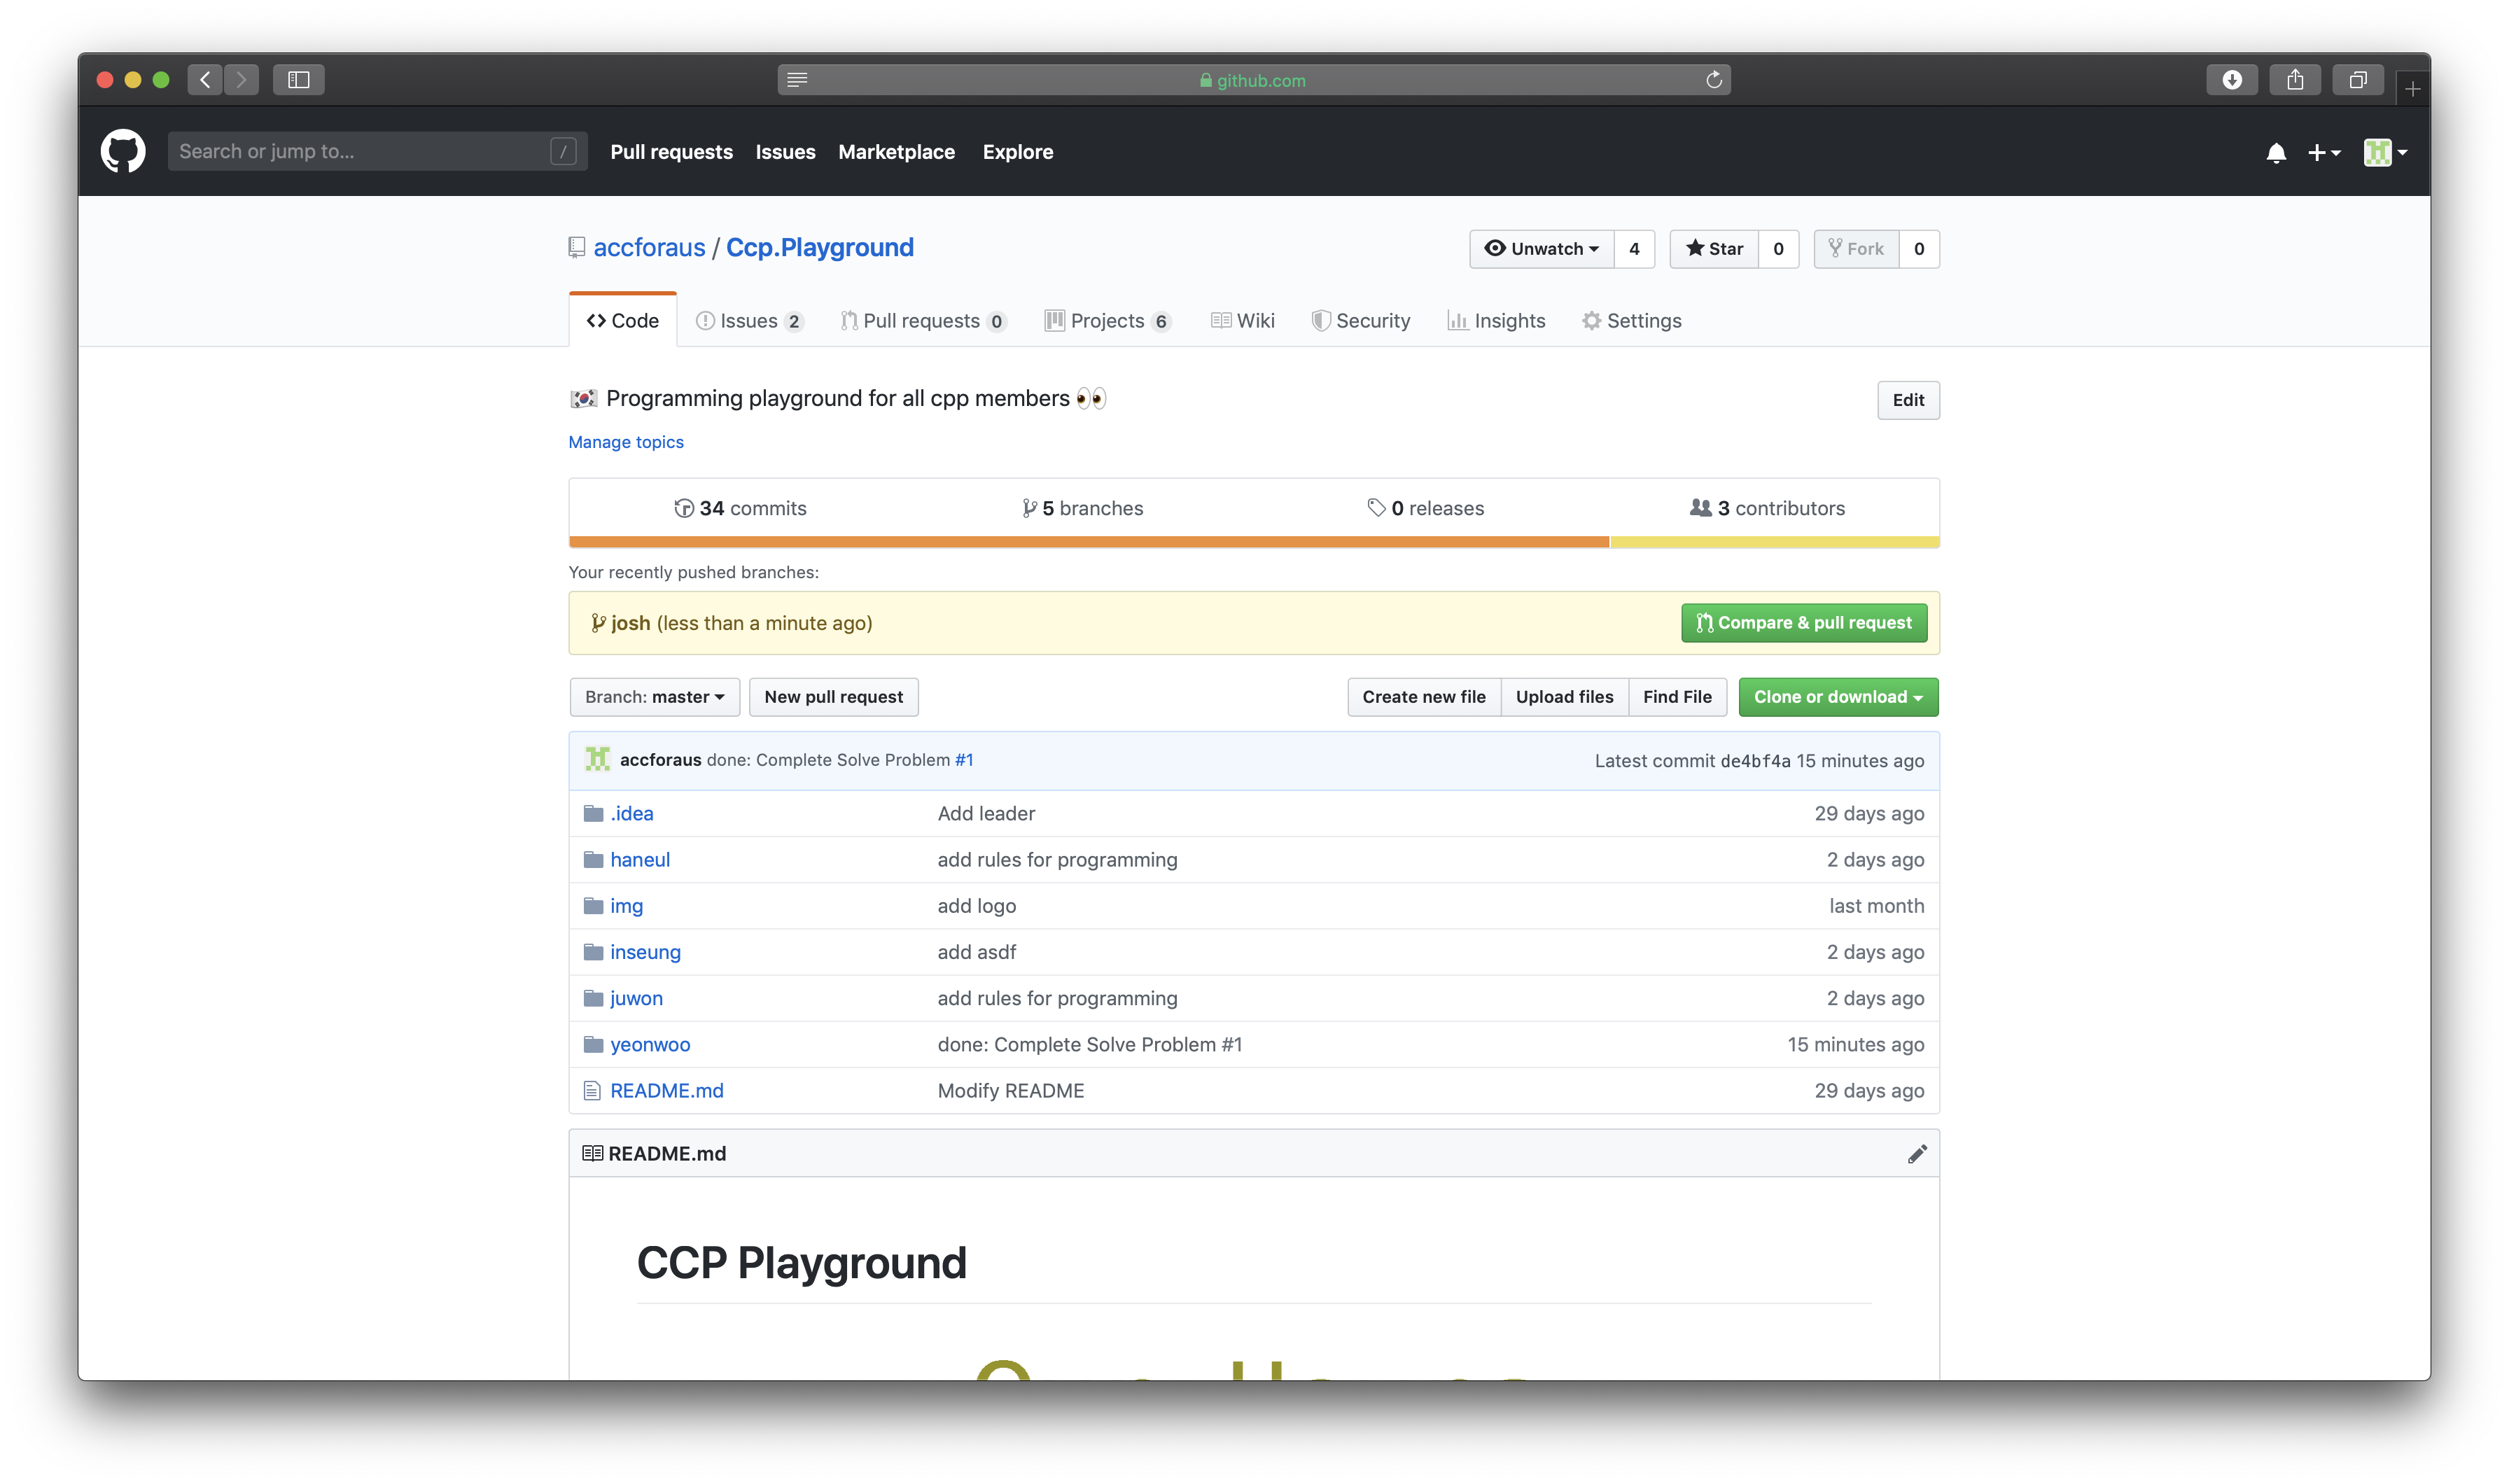 github.com
Search or jump to... /
Pull requests Issues Marketplace Explore
accforaus / Ccp.Playground
Unwatch 4 Star 0 Fork 0
Code Issues 2 Pull requests 0 Projects 6 Wiki Security Insights Settings
🇰🇷 Programming playground for all cpp members 👀
Edit
Manage topics
34 commits 5 branches 0 releases 3 contributors
Your recently pushed branches:
josh (less than a minute ago) Compare & pull request
Branch: master New pull request Create new file Upload files Find File Clone or download
accforaus done: Complete Solve Problem #1 Latest commit de4bf4a 15 minutes ago
.idea Add leader 29 days ago
haneul add rules for programming 2 days ago
img add logo last month
inseung add asdf 2 days ago
juwon add rules for programming 2 days ago
yeonwoo done: Complete Solve Problem #1 15 minutes ago
README.md Modify README 29 days ago
README.md
CCP Playground